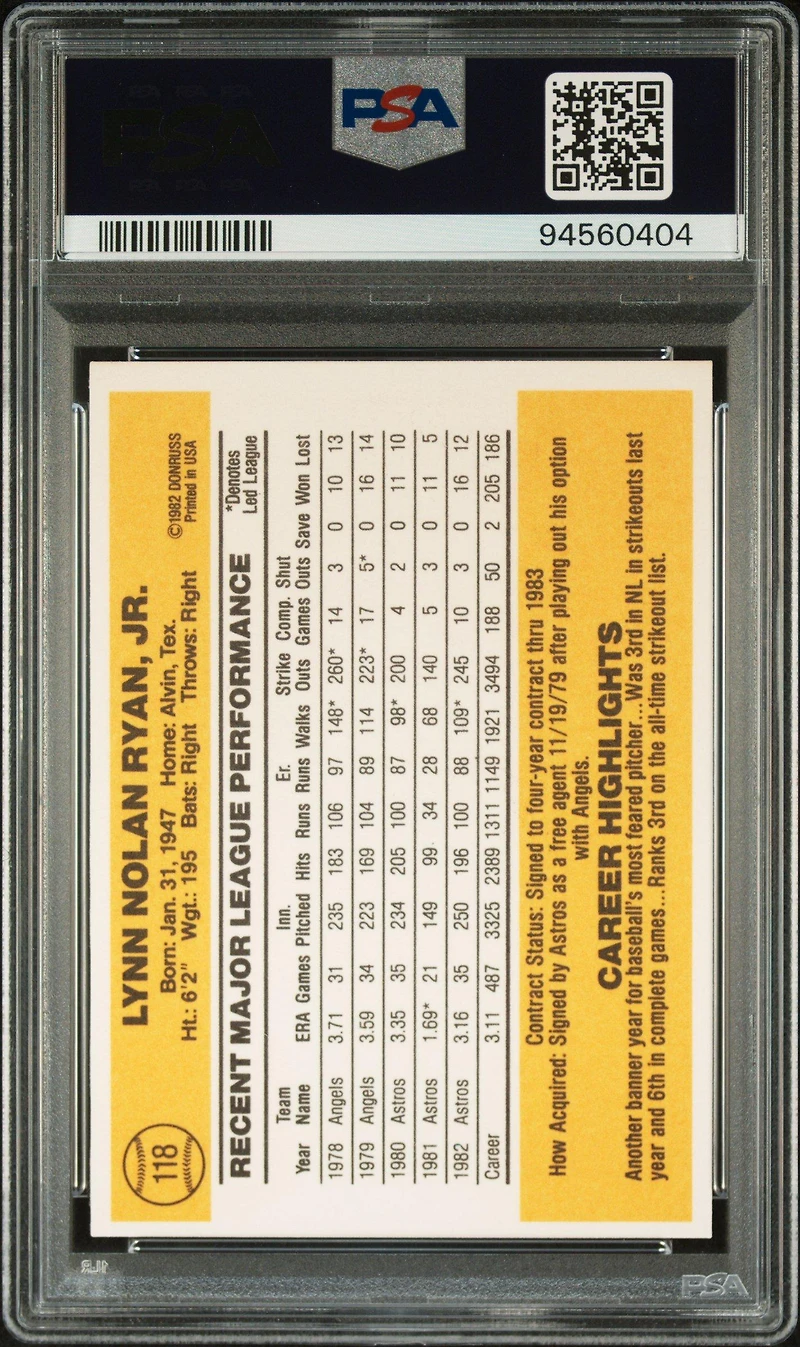 PSA
94560404
118
LYNN NOLAN RYAN, JR.
Born: Jan. 31, 1947 Home: Alvin, Tex.
Ht.: 6'2" Wgt.: 195 Bats: Right Throws: Right
©1982 DONRUSS
Printed in USA
RECENT MAJOR LEAGUE PERFORMANCE
*Denotes
Led League
Team Inn. Er. Strike Comp. Shut
Year Name ERA Games Pitched Hits Runs Runs Walks Outs Games Outs Save Won Lost
1978 Angels 3.71 31 235 183 106 97 148* 260* 14 3 0 10 13
1979 Angels 3.59 34 223 169 104 89 114 223* 17 5* 0 16 14
1980 Astros 3.35 35 234 205 100 87 98* 200 4 2 0 11 10
1981 Astros 1.69* 21 149 99 34 28 68 140 5 3 0 11 5
1982 Astros 3.16 35 250 196 100 88 109* 245 10 3 0 16 12
Career 3.11 487 3325 2389 1311 1149 1921 3494 188 50 2 205 186
Contract Status: Signed to four-year contract thru 1983
How Acquired: Signed by Astros as a free agent 11/19/79 after playing out his option
with Angels.
CAREER HIGHLIGHTS
Another banner year for baseball's most feared pitcher...Was 3rd in NL in strikeouts last
year and 6th in complete games...Ranks 3rd on the all-time strikeout list.
PSA